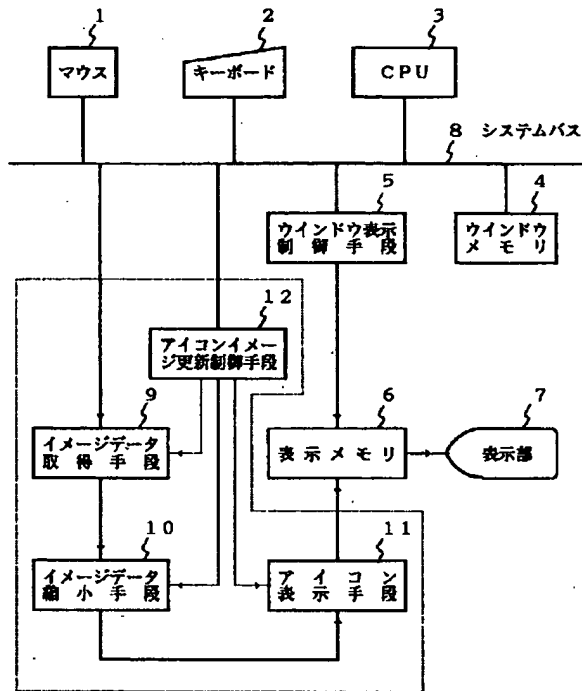 1
2
3
マウス
キーボード
CPU
8 システムバス
5
4
ウインドウ表示
制御手段
ウインドウ
メモリ
12
アイコンイメー
ジ更新制御手段
9
6
7
イメージデータ
取得手段
表示メモリ
表示部
10
11
イメージデータ
縮小手段
アイコン
表示手段